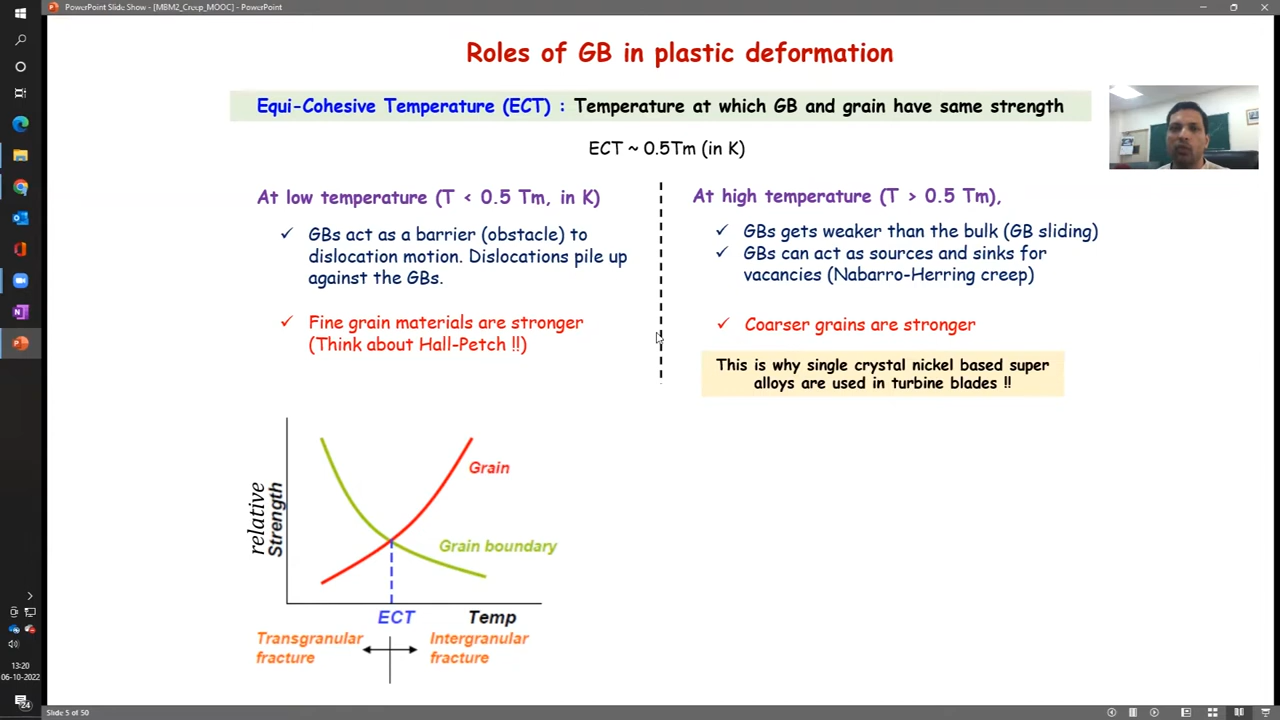 PowerPoint Slide Show - [MBM2_Creep_MOOC] - PowerPoint
Roles of GB in plastic deformation
Equi-Cohesive Temperature (ECT) : Temperature at which GB and grain have same strength
ECT ~ 0.5Tm (in K)
At low temperature (T < 0.5 Tm, in K)
GBs act as a barrier (obstacle) to
dislocation motion. Dislocations pile up
against the GBs.
Fine grain materials are stronger
(Think about Hall-Petch !!)
At high temperature (T > 0.5 Tm),
GBs gets weaker than the bulk (GB sliding)
GBs can act as sources and sinks for
vacancies (Nabarro-Herring creep)
Coarser grains are stronger
This is why single crystal nickel based super
alloys are used in turbine blades !!
relative
Strength
Grain
Grain boundary
ECT
Temp
Transgranular
fracture
Intergranular
fracture
13:20
06-10-2022
24
Slide 5 of 50